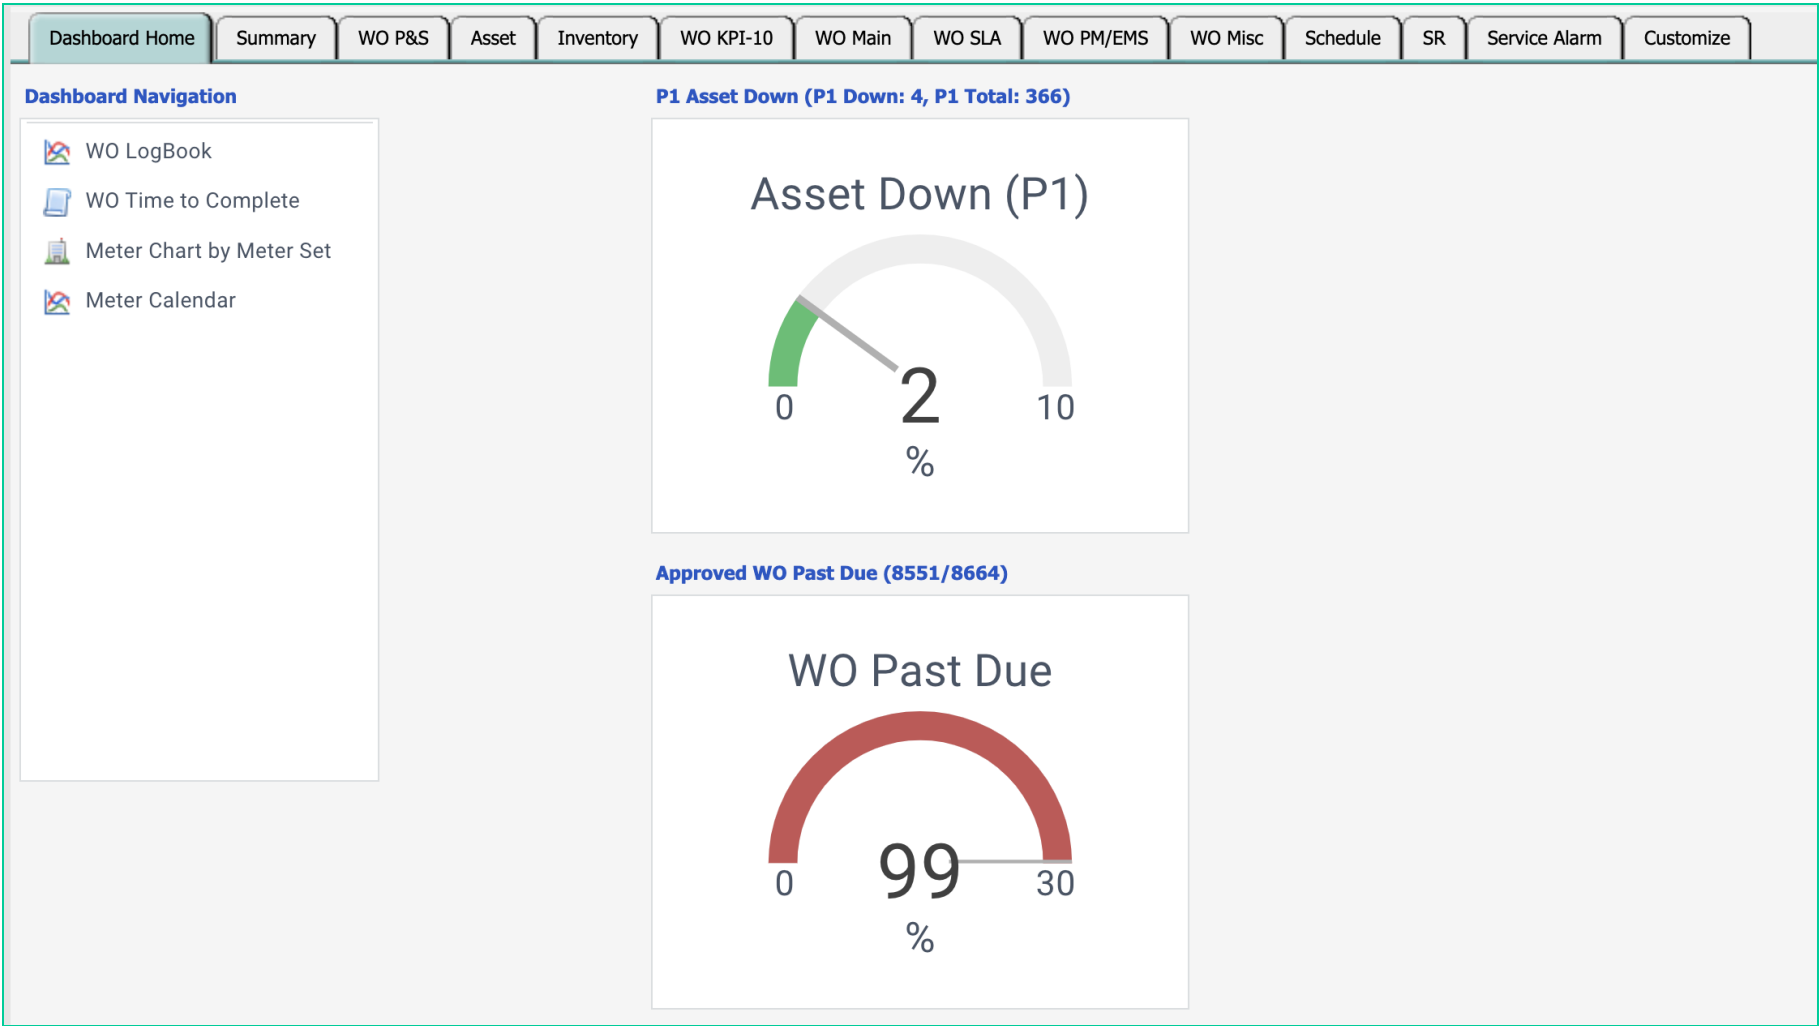 Dashboard Home Summary WO P&S Asset Inventory WO KPI-10 WO Main WO SLA WO PM/EMS WO Misc Schedule SR Service Alarm Customize
Dashboard Navigation
WO LogBook
WO Time to Complete
Meter Chart by Meter Set
Meter Calendar
P1 Asset Down (P1 Down: 4, P1 Total: 366)
Asset Down (P1)
0 2 10
%
Approved WO Past Due (8551/8664)
WO Past Due
0 99 30
%